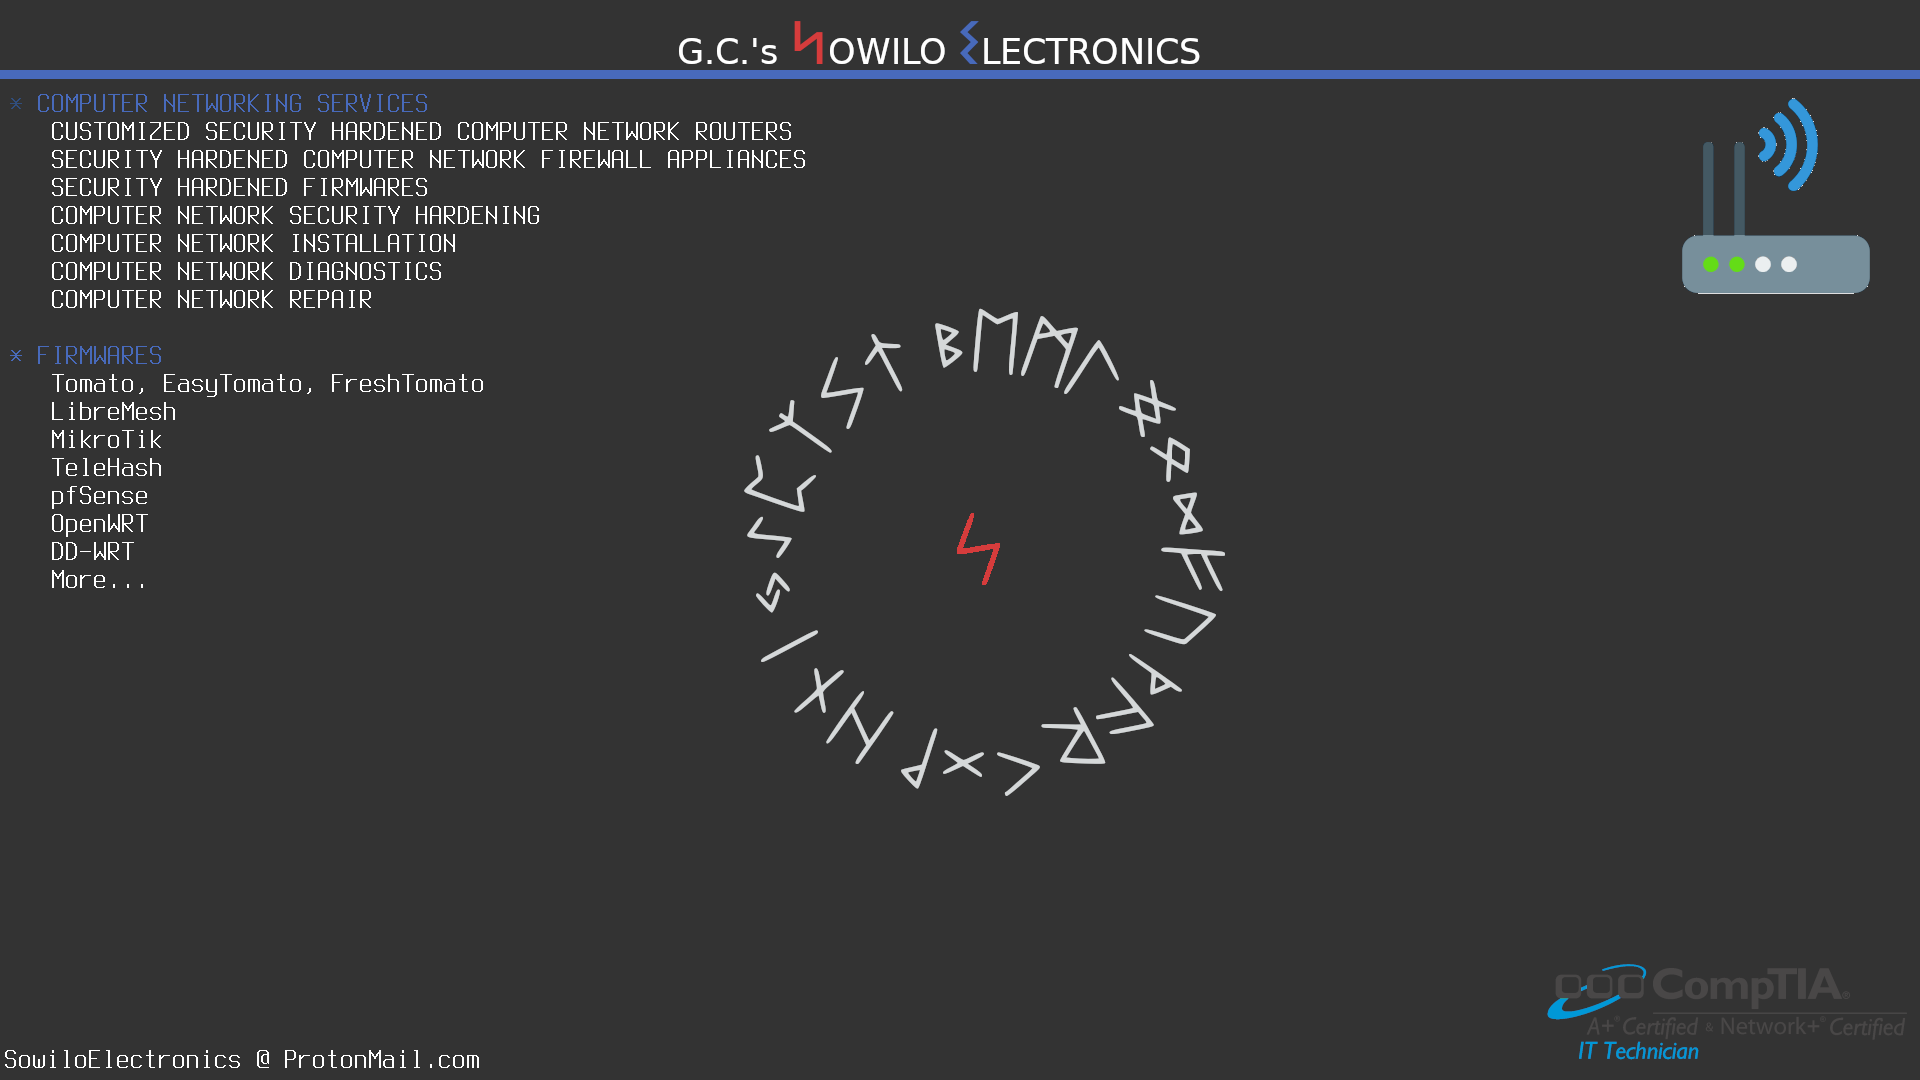 G.C.'s ᛋOWILO ELECTRONICS
* COMPUTER NETWORKING SERVICES
CUSTOMIZED SECURITY HARDENED COMPUTER NETWORK ROUTERS
SECURITY HARDENED COMPUTER NETWORK FIREWALL APPLIANCES
SECURITY HARDENED FIRMWARES
COMPUTER NETWORK SECURITY HARDENING
COMPUTER NETWORK INSTALLATION
COMPUTER NETWORK DIAGNOSTICS
COMPUTER NETWORK REPAIR
* FIRMWARES
Tomato, EasyTomato, FreshTomato
LibreMesh
MikroTik
TeleHash
pfSense
OpenWRT
DD-WRT
More...
ᛋ
CompTIA®
A+® Certified & Network+® Certified
IT Technician
SowiloElectronics @ ProtonMail.com